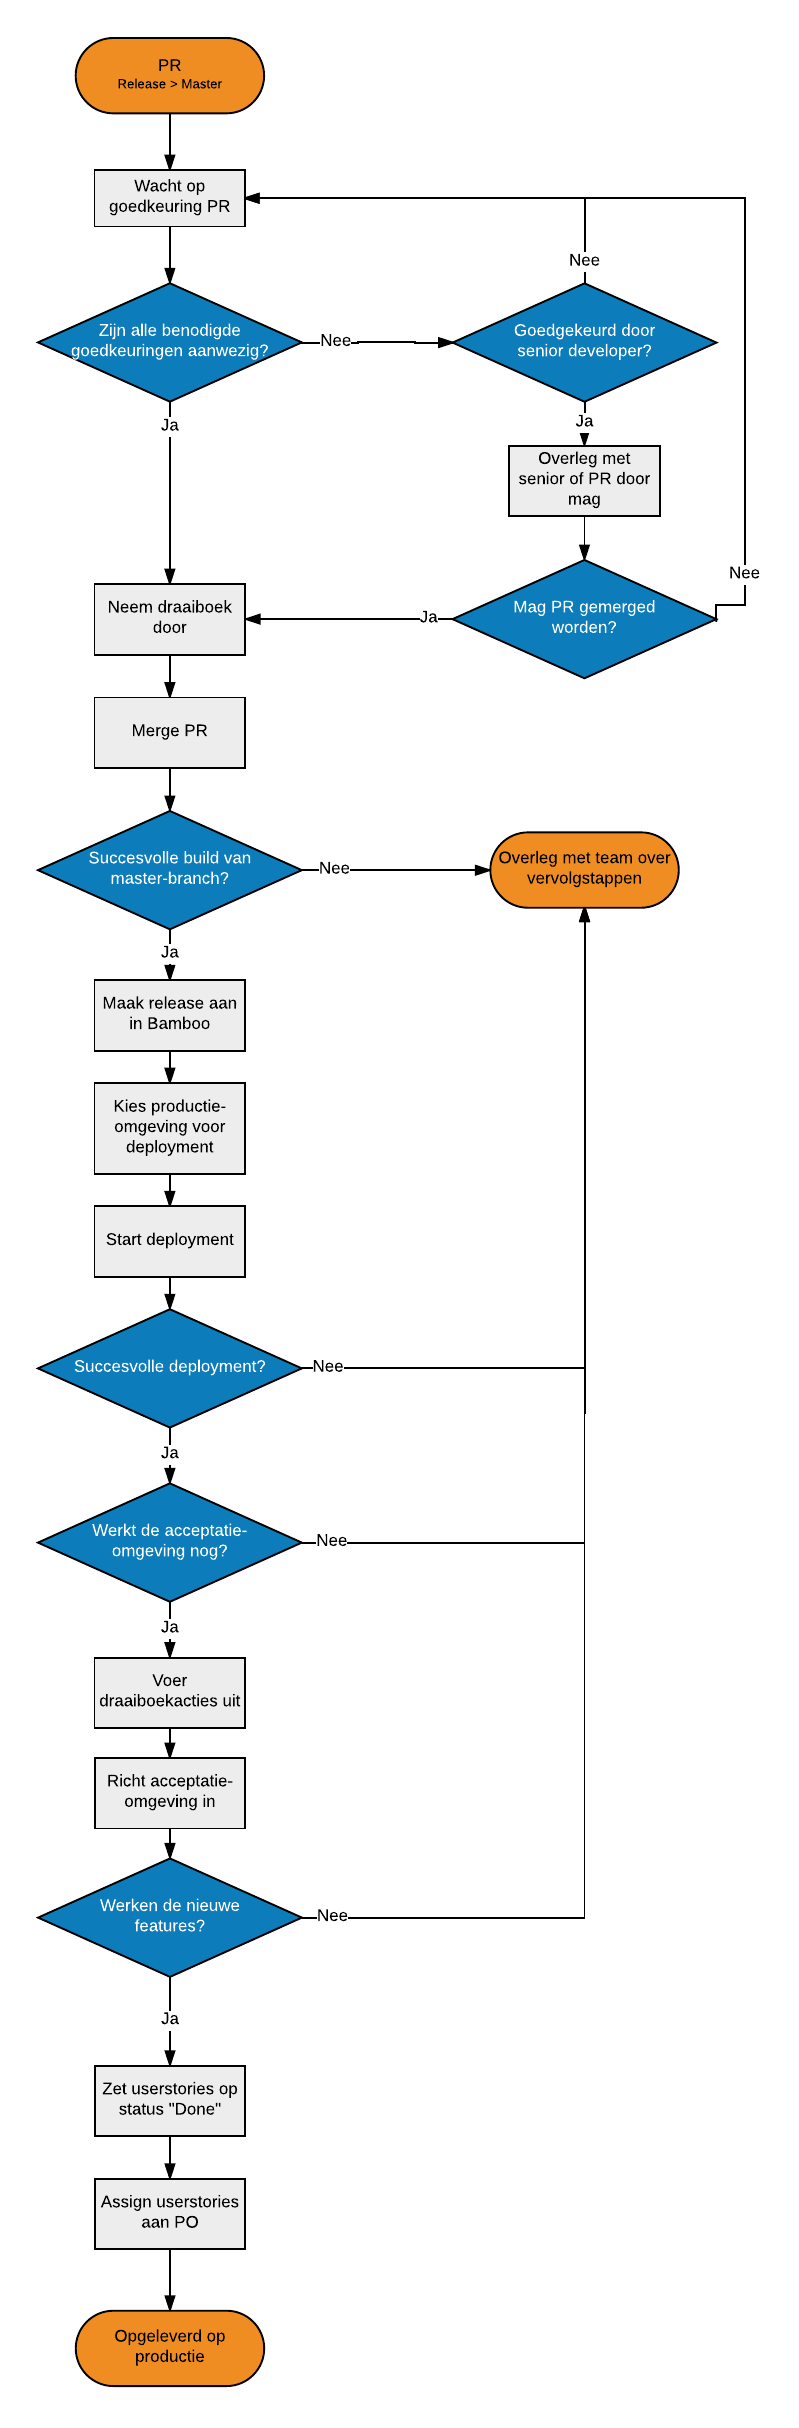 PR
Release > Master
Wacht op
goedkeuring PR
Nee
Zijn alle benodigde
goedkeuringen aanwezig?
Nee
Goedgekeurd door
senior developer?
Ja
Ja
Overleg met
senior of PR door
mag
Nee
Neem draaiboek
door
Ja
Mag PR gemerged
worden?
Merge PR
Succesvolle build van
master-branch?
Nee
Overleg met team over
vervolgstappen
Ja
Maak release aan
in Bamboo
Kies productie-
omgeving voor
deployment
Start deployment
Succesvolle deployment?
Nee
Ja
Werkt de acceptatie-
omgeving nog?
Nee
Ja
Voer
draaiboekacties uit
Richt acceptatie-
omgeving in
Werken de nieuwe
features?
Nee
Ja
Zet userstories op
status "Done"
Assign userstories
aan PO
Opgeleverd op
productie